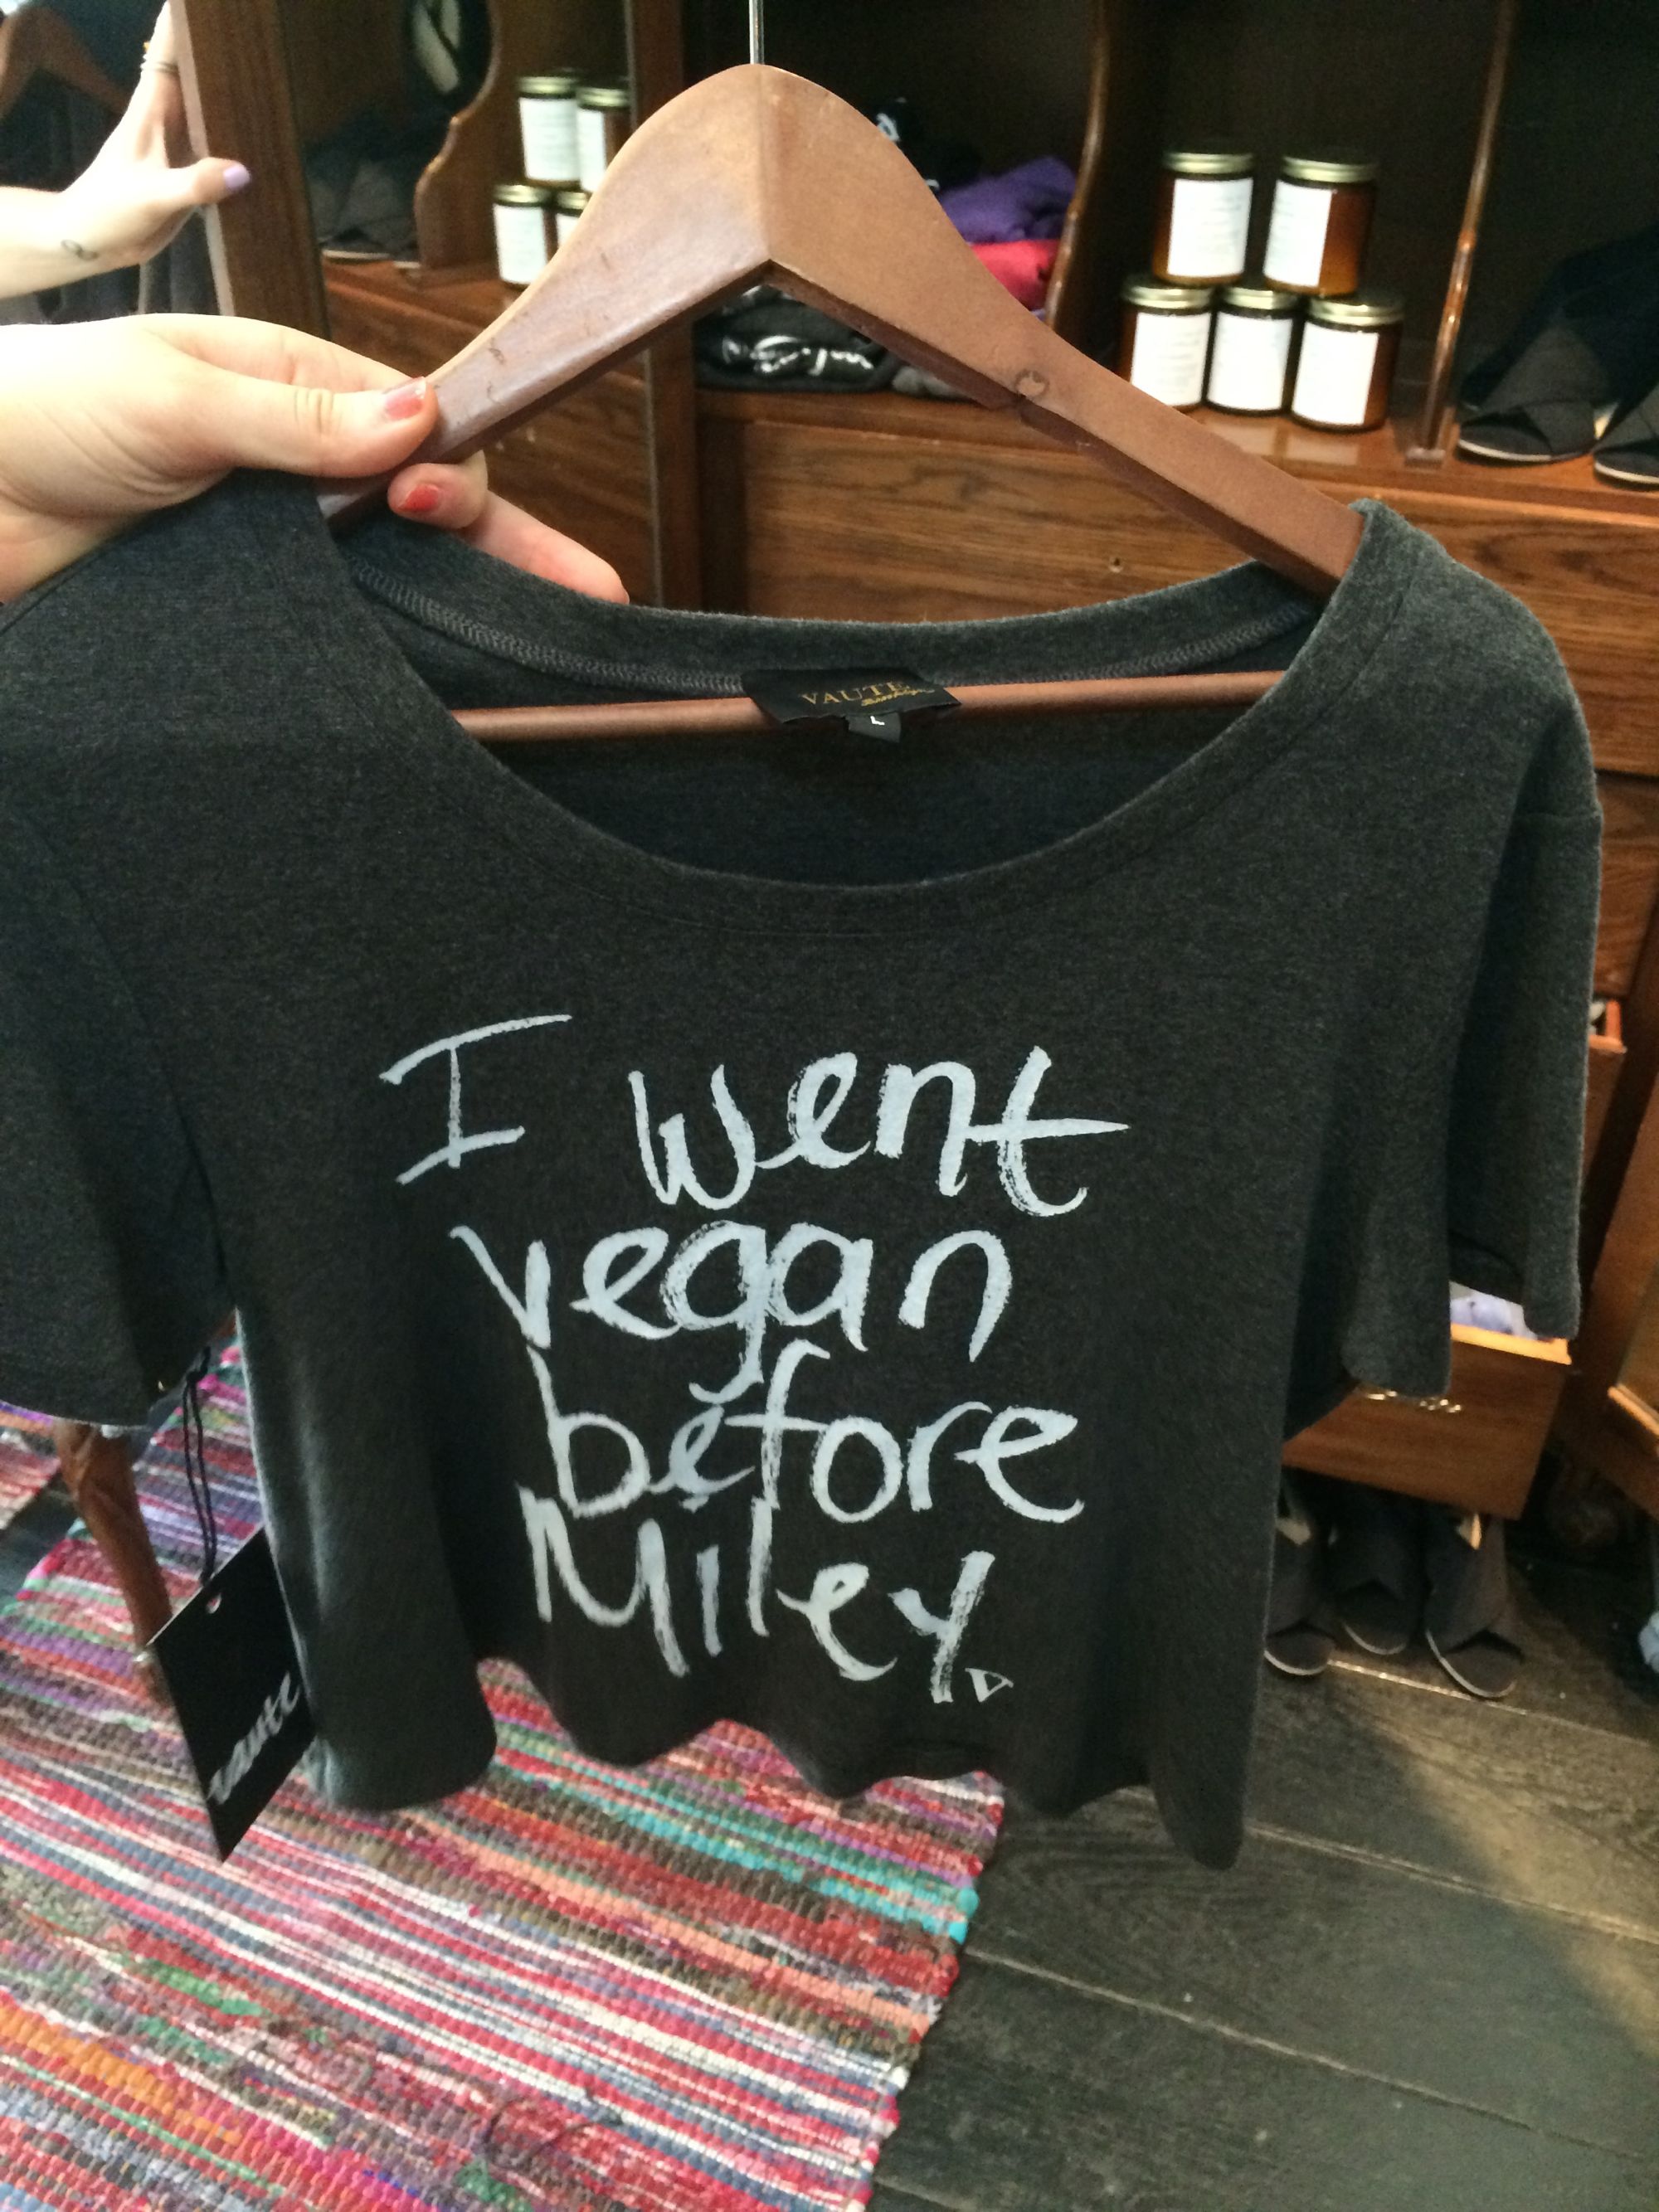 VAUTE
L
I went
vegan
before
Miley.
vaute